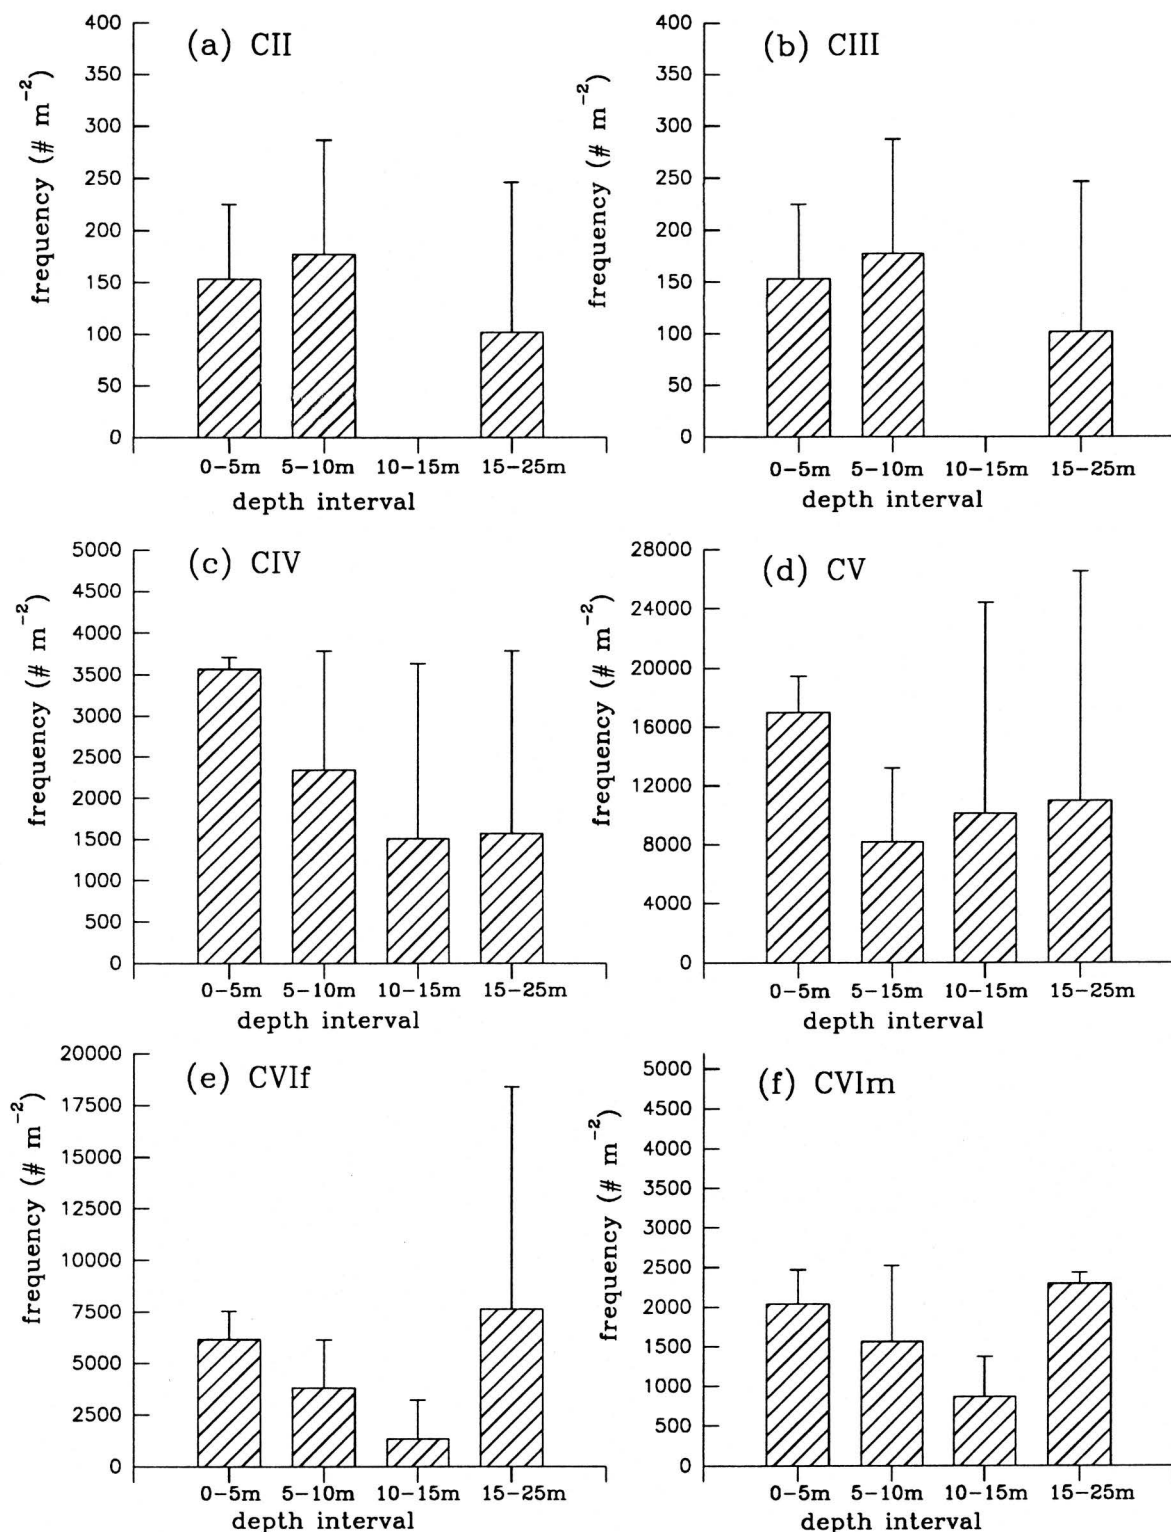 (a) CII
frequency (# m⁻²)
400
350
300
250
200
150
100
50
0
0-5m 5-10m 10-15m 15-25m
depth interval
(b) CIII
frequency (# m⁻²)
400
350
300
250
200
150
100
50
0
0-5m 5-10m 10-15m 15-25m
depth interval
(c) CIV
frequency (# m⁻²)
5000
4500
4000
3500
3000
2500
2000
1500
1000
500
0
0-5m 5-10m 10-15m 15-25m
depth interval
(d) CV
frequency (# m⁻²)
28000
24000
20000
16000
12000
8000
4000
0
0-5m 5-15m 10-15m 15-25m
depth interval
(e) CVIf
frequency (# m⁻²)
20000
17500
15000
12500
10000
7500
5000
2500
0
0-5m 5-10m 10-15m 15-25m
depth interval
(f) CVIm
frequency (# m⁻²)
5000
4500
4000
3500
3000
2500
2000
1500
1000
500
0
0-5m 5-10m 10-15m 15-25m
depth interval